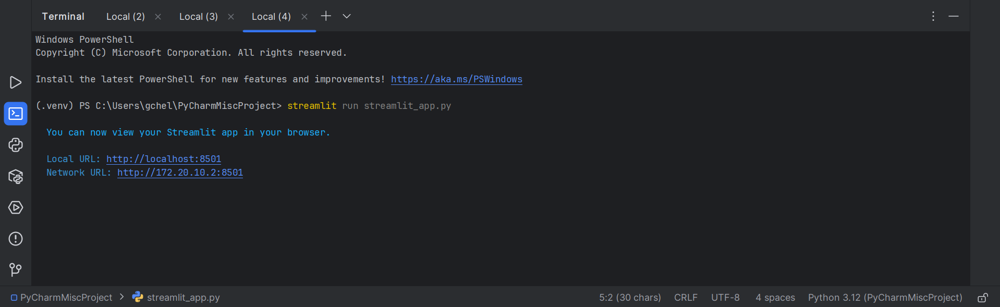 Terminal Local (2) Local (3) Local (4)
Windows PowerShell
Copyright (C) Microsoft Corporation. All rights reserved.
Install the latest PowerShell for new features and improvements! https://aka.ms/PSWindows
(.venv) PS C:\Users\gchel\PyCharmMiscProject> streamlit run streamlit_app.py
You can now view your Streamlit app in your browser.
Local URL: http://localhost:8501
Network URL: http://172.20.10.2:8501
PyCharmMiscProject > streamlit_app.py 5:2 (30 chars) CRLF UTF-8 4 spaces Python 3.12 (PyCharmMiscProject)